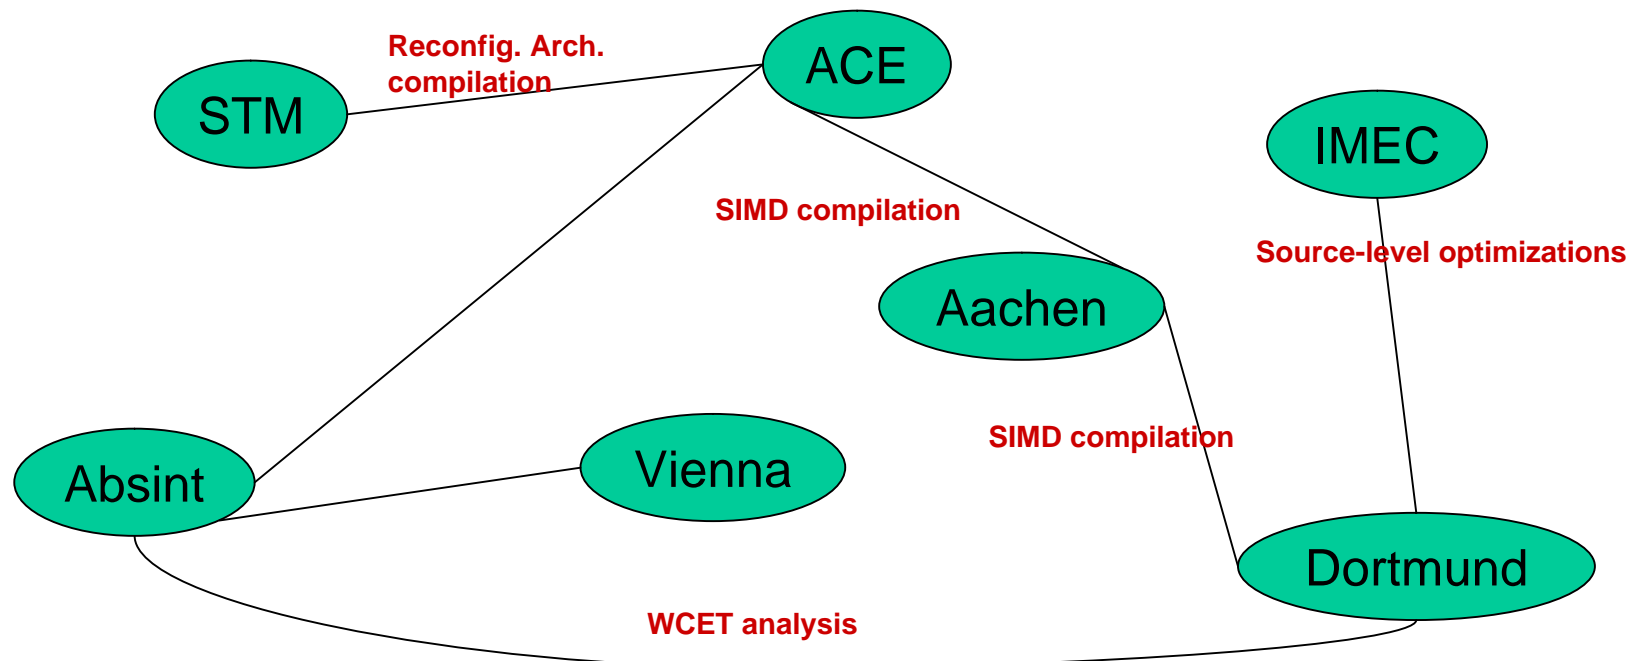 Reconfig. Arch.
compilation
ACE
STM
IMEC
SIMD compilation
Source-level optimizations
Aachen
SIMD compilation
Vienna
Absint
Dortmund
WCET analysis